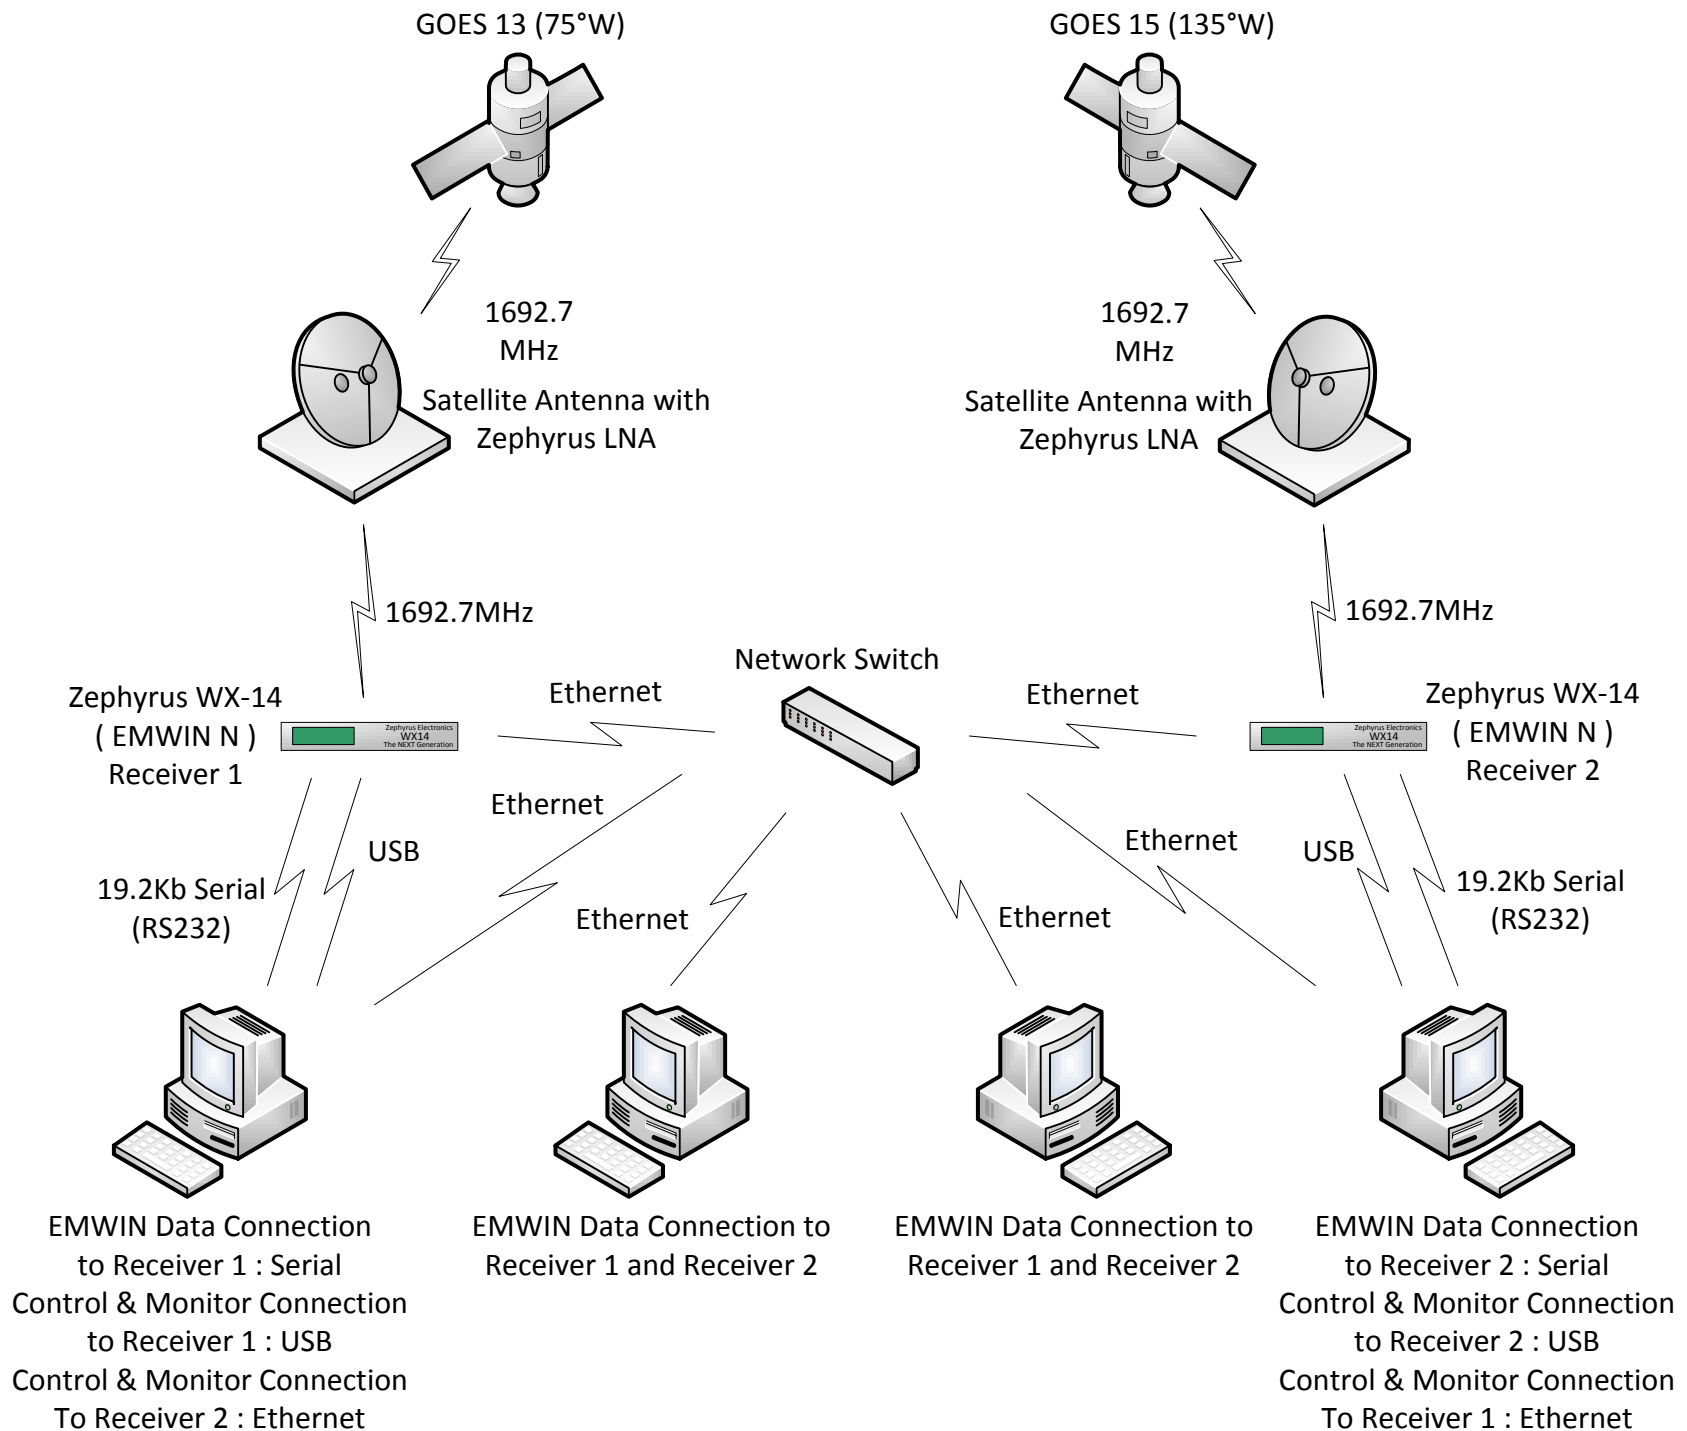 GOES 13 (75°W)
GOES 15 (135°W)
1692.7
MHz
1692.7
MHz
Satellite Antenna with
Zephyrus LNA
Satellite Antenna with
Zephyrus LNA
1692.7MHz
1692.7MHz
Network Switch
Zephyrus WX-14
( EMWIN N )
Receiver 1
Zephyrus Electronics
WX14
The NEXT Generation
Ethernet
Ethernet
Zephyrus Electronics
WX14
The NEXT Generation
Zephyrus WX-14
( EMWIN N )
Receiver 2
Ethernet
Ethernet
USB
USB
19.2Kb Serial
(RS232)
Ethernet
Ethernet
19.2Kb Serial
(RS232)
EMWIN Data Connection
to Receiver 1 : Serial
Control & Monitor Connection
to Receiver 1 : USB
Control & Monitor Connection
To Receiver 2 : Ethernet
EMWIN Data Connection to
Receiver 1 and Receiver 2
EMWIN Data Connection to
Receiver 1 and Receiver 2
EMWIN Data Connection
to Receiver 2 : Serial
Control & Monitor Connection
to Receiver 2 : USB
Control & Monitor Connection
To Receiver 1 : Ethernet